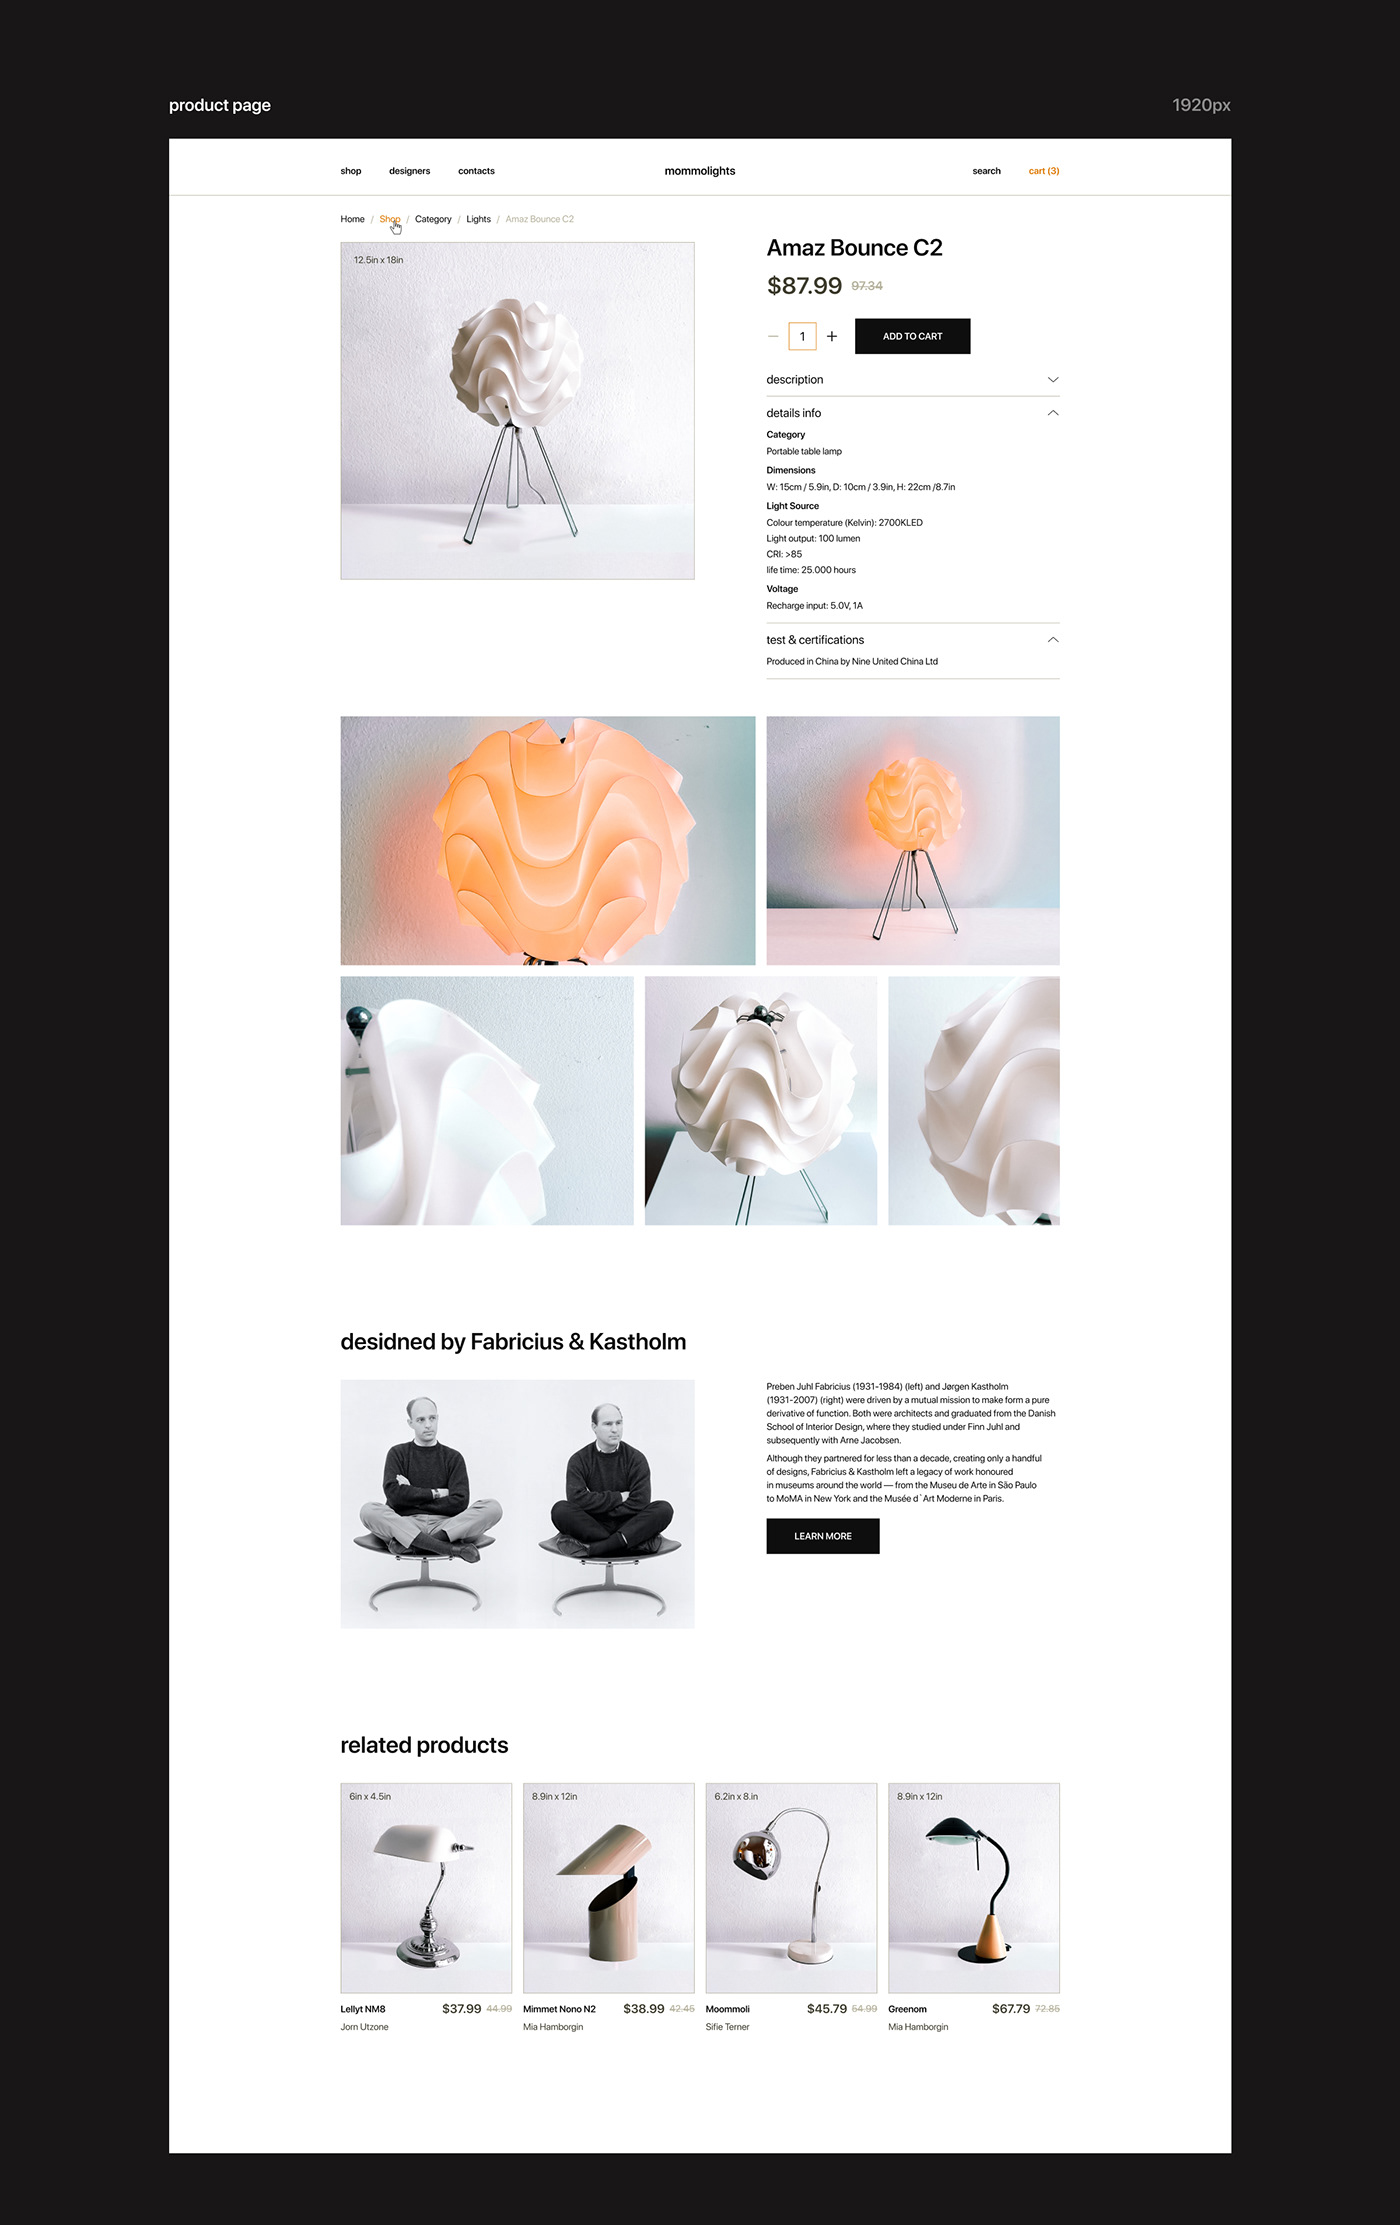 product page
1920px
shop designers contacts mommolights search cart (3)
Home / Shop / Category / Lights / Amaz Bounce C2
12.5in x 18in
Amaz Bounce C2
$87.99 97.34
1 ADD TO CART
description
details info
Category
Portable table lamp
Dimensions
W: 15cm / 5.9in, D: 10cm / 3.9in, H: 22cm /8.7in
Light Source
Colour temperature (Kelvin): 2700KLED
Light output: 100 lumen
CRI: >85
life time: 25.000 hours
Voltage
Recharge input: 5.0V, 1A
test & certifications
Produced in China by Nine United China Ltd
desidned by Fabricius & Kastholm
Preben Juhl Fabricius (1931-1984) (left) and Jørgen Kastholm
(1931-2007) (right) were driven by a mutual mission to make form a pure
derivative of function. Both were architects and graduated from the Danish
School of Interior Design, where they studied under Finn Juhl and
subsequently with Arne Jacobsen.
Although they partnered for less than a decade, creating only a handful
of designs, Fabricius & Kastholm left a legacy of work honoured
in museums around the world — from the Museu de Arte in São Paulo
to MoMA in New York and the Musée d`Art Moderne in Paris.
LEARN MORE
related products
6in x 4.5in
8.9in x 12in
6.2in x 8.in
8.9in x 12in
Lellyt NM8 $37.99 44.99
Jorn Utzone
Mimmet Nono N2 $38.99 42.45
Mia Hamborgin
Moommoli $45.79 54.99
Sifie Terner
Greenom $67.79 72.85
Mia Hamborgin